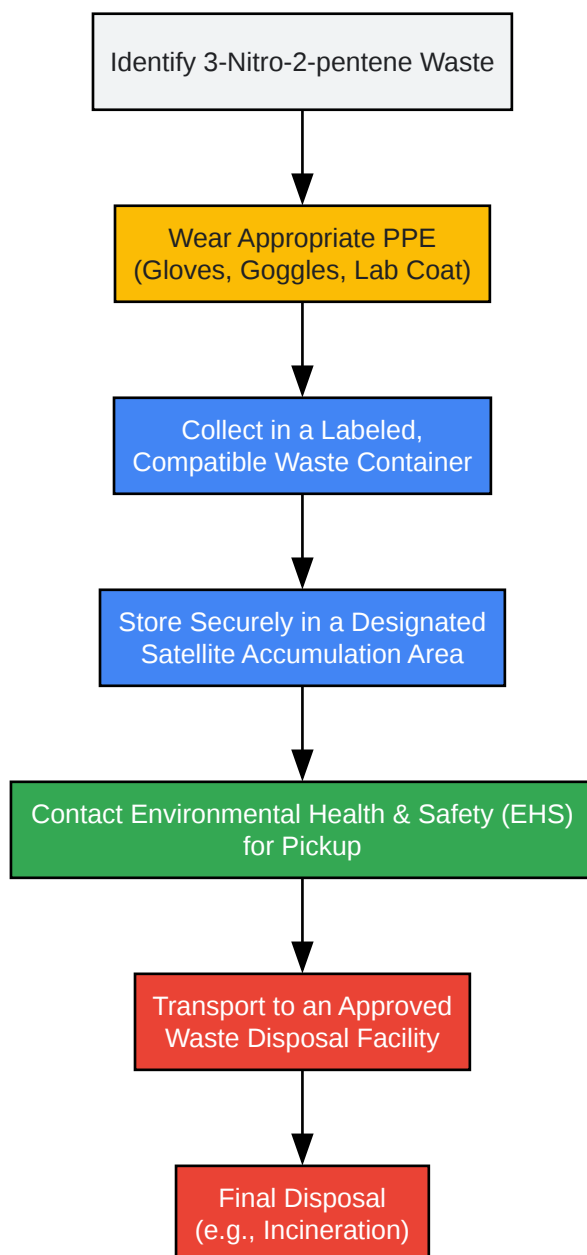 Identify 3-Nitro-2-pentene Waste
Wear Appropriate PPE
(Gloves, Goggles, Lab Coat)
Collect in a Labeled,
Compatible Waste Container
Store Securely in a Designated
Satellite Accumulation Area
Contact Environmental Health & Safety (EHS)
for Pickup
Transport to an Approved
Waste Disposal Facility
Final Disposal
(e.g., Incineration)